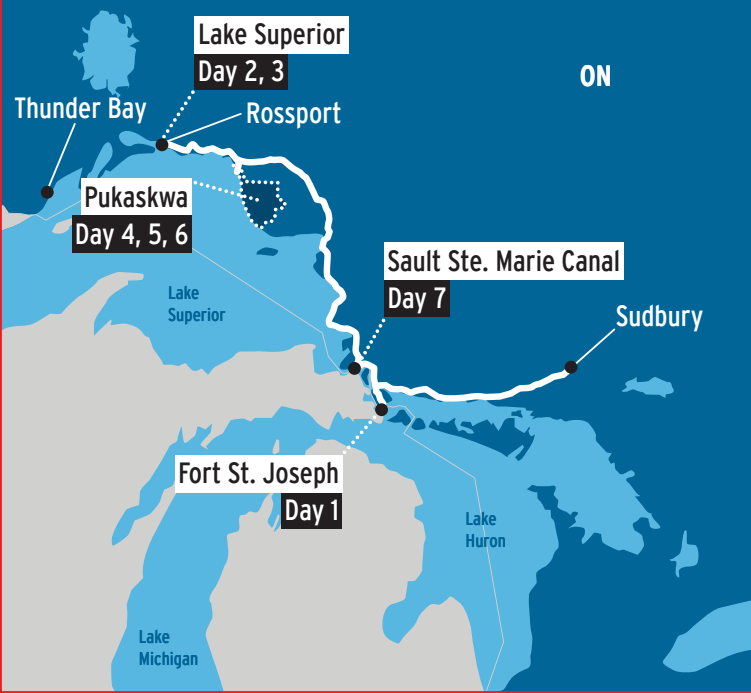 Lake Superior
Day 2, 3
ON
Thunder Bay
Rossport
Pukaskwa
Day 4, 5, 6
Sault Ste. Marie Canal
Day 7
Lake
Superior
Sudbury
Fort St. Joseph
Day 1
Lake
Huron
Lake
Michigan